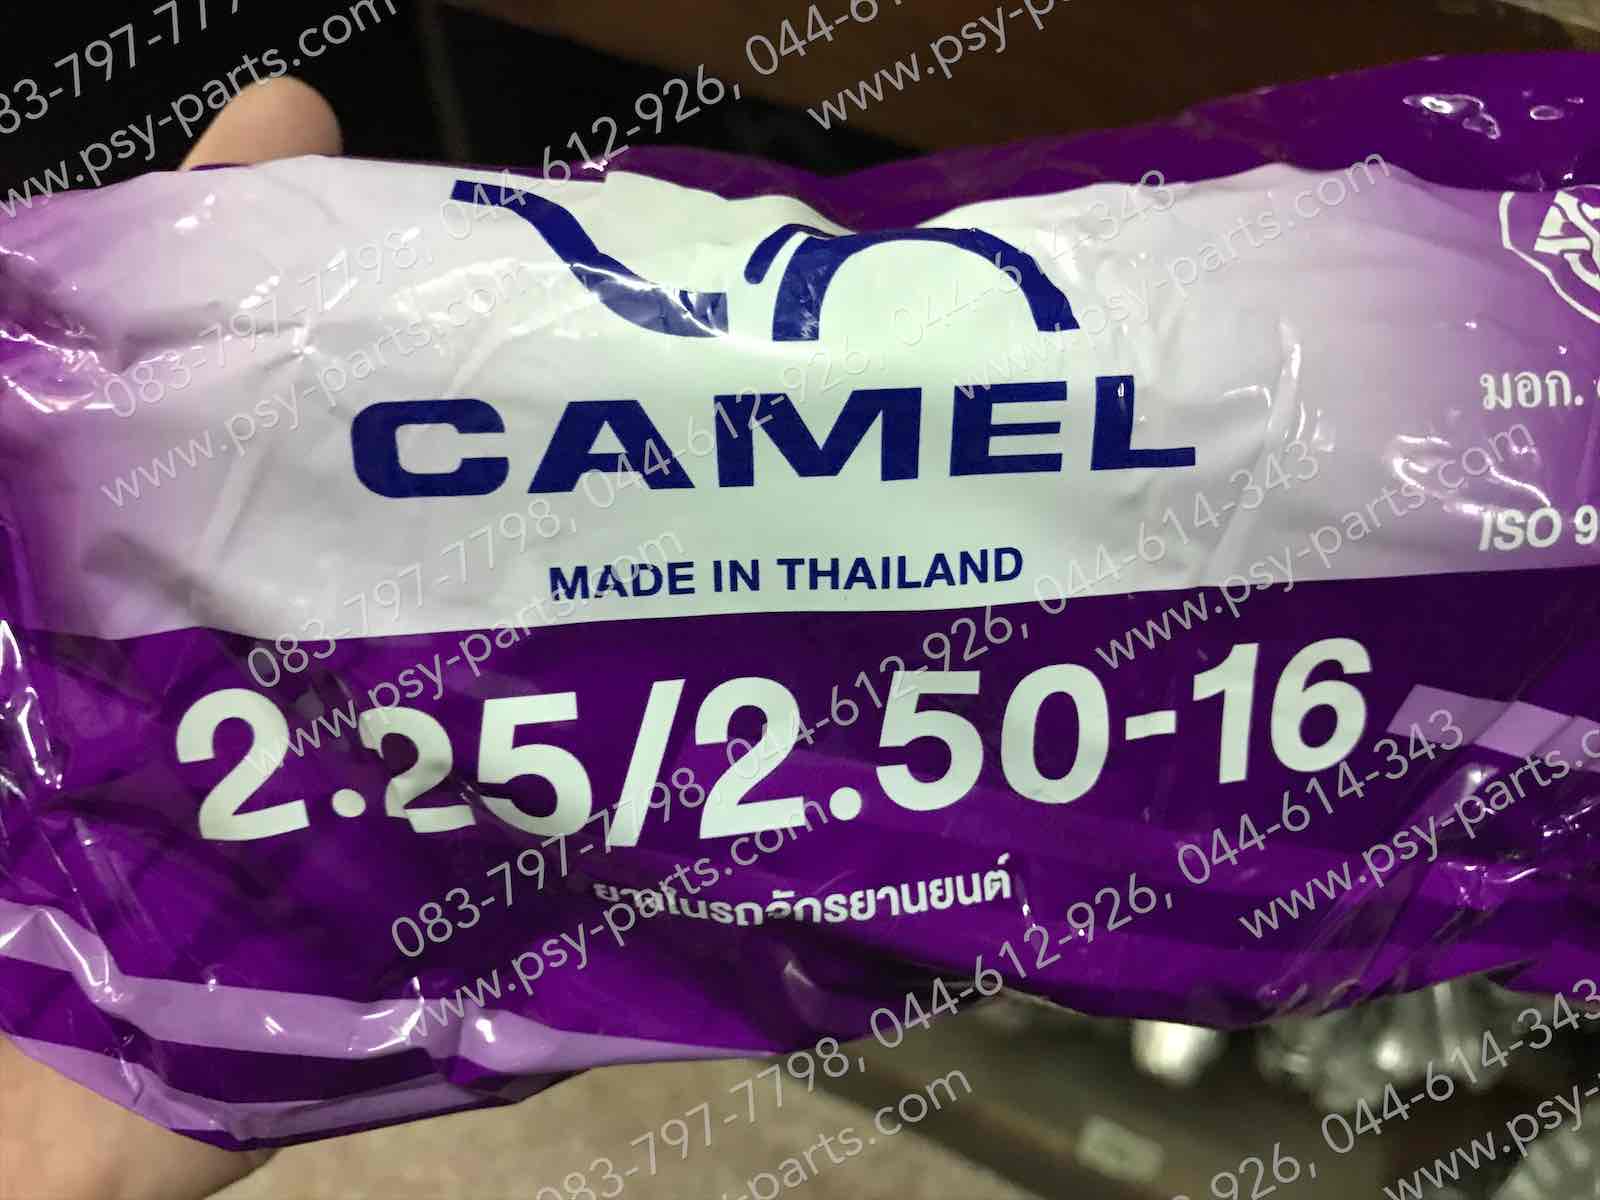 CAMEL
MADE IN THAILAND
2.25/2.50-16
ยางในรถจักรยานยนต์
มอก.
ISO 9
083-797-7798, 044-612-926, 044-614-343
www.psy-parts.com